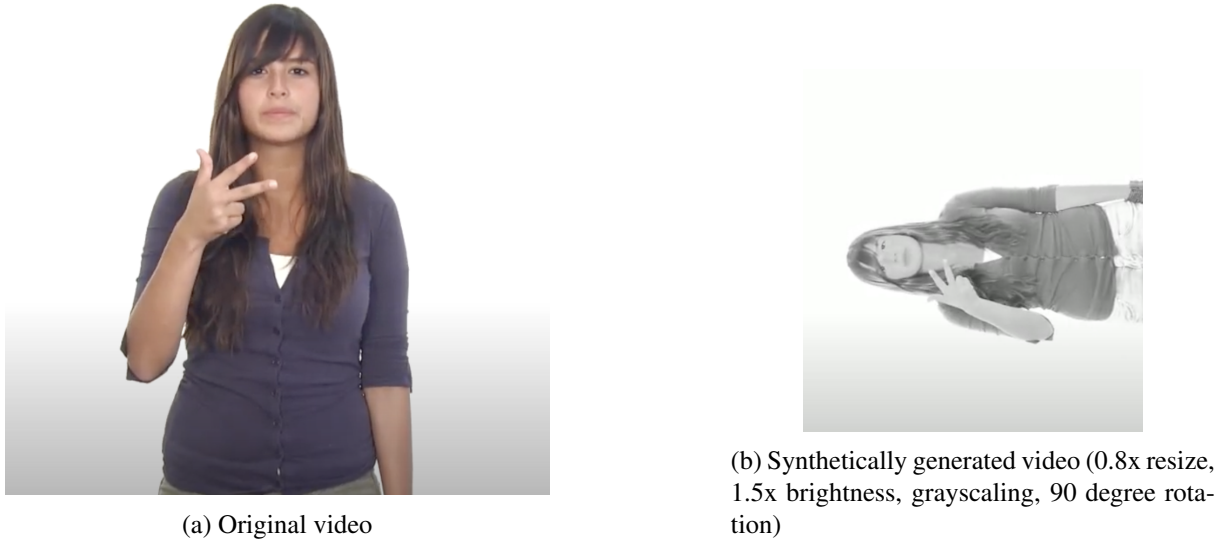 (a) Original video
(b) Synthetically generated video (0.8x resize,
1.5x brightness, grayscaling, 90 degree rota-
tion)